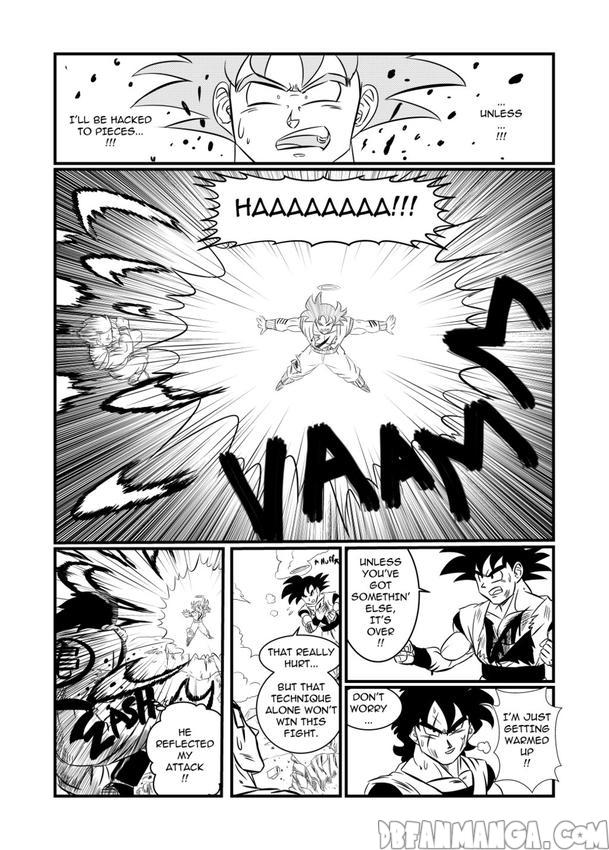 I'LL BE HACKED
TO PIECES...
!!!
...
UNLESS
...
!!!
HAAAAAAAA!!!
VAAMM
ZASH
HE
REFLECTED
MY
ATTACK !!
HUFF
THAT REALLY
HURT...
BUT THAT
TECHNIQUE
ALONE WON'T
WIN THIS
FIGHT.
UNLESS
YOU'VE
GOT
SOMETHIN'
ELSE,
IT'S
OVER
!!
DON'T
WORRY
...
I'M JUST
GETTING
WARMED
UP !!
DBFANMANGA.COM